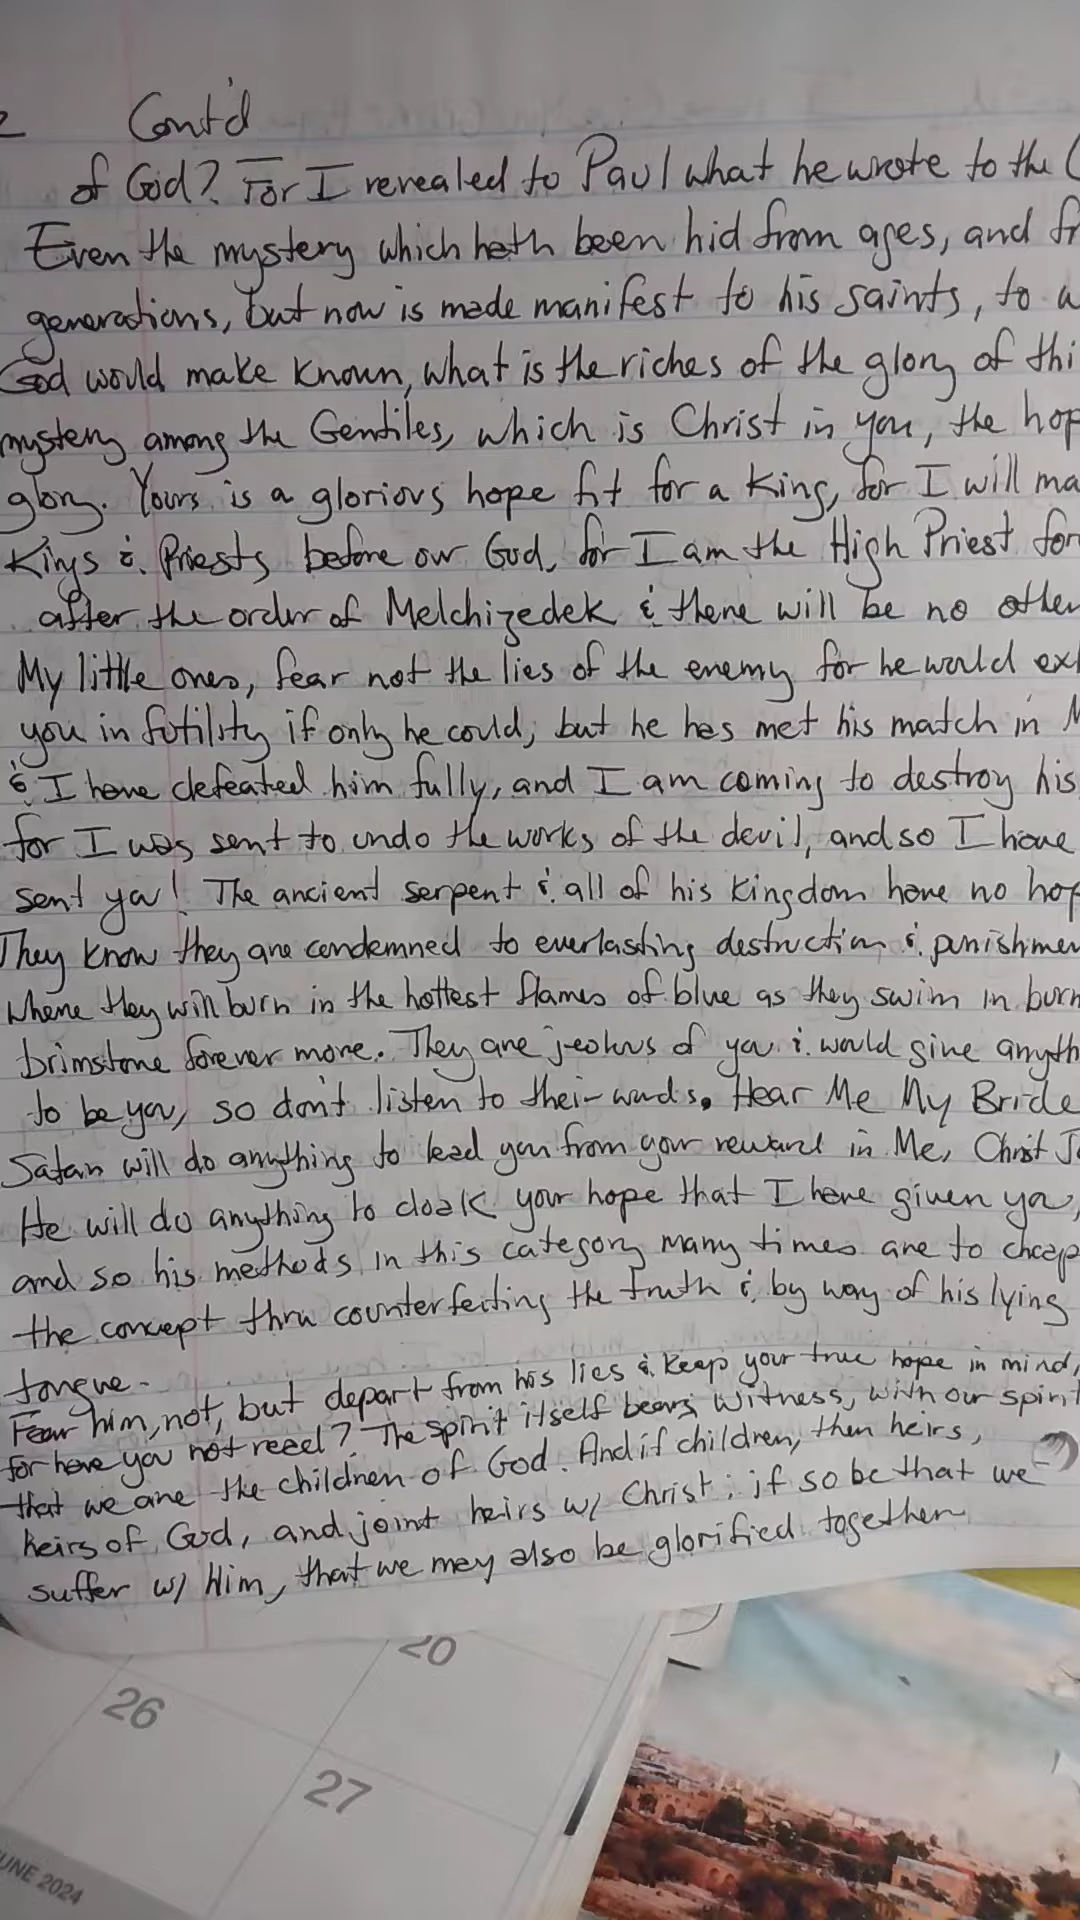 2 Cont'd
of God? For I revealed to Paul what he wrote to the
Even the mystery which hath been hid from ages, and fr
generations, but now is made manifest to his saints, to w
God would make known, what is the riches of the glory of thi
mystery among the Gentiles, which is Christ in you, the hop
glory. Yours is a glorious hope fit for a King, for I will ma
Kings & Priests before our God, for I am the High Priest for
after the order of Melchizedek & there will be no other
My little ones, fear not the lies of the enemy for he would ex
you in futility if only he could, but he has met his match in M
& I have defeated him fully, and I am coming to destroy his
for I was sent to undo the works of the devil, and so I have
sent you! The ancient serpent & all of his Kingdom have no hop
They know they are condemned to everlasting destruction & punishmen
where they will burn in the hottest flames of blue as they swim in burn
brimstone forever more. They are jealous of you & would give anyth
to be you, so don't listen to their words. Hear Me My Bride
Satan will do anything to lead you from your reward in Me, Christ J
He will do anything to cloak your hope that I have given you,
and so his methods in this category many times are to cheap
the concept thru counterfeiting the truth & by way of his lying
tongue.
Fear him, not, but depart from his lies & keep your true hope in mind,
for have you not read? The spirit itself bears witness, with our spirit
that we are the children of God. And if children, then heirs,
heirs of God, and joint heirs w/ Christ; if so be that we
suffer w/ Him, that we may also be glorified together
20
26
27
UNE 2024